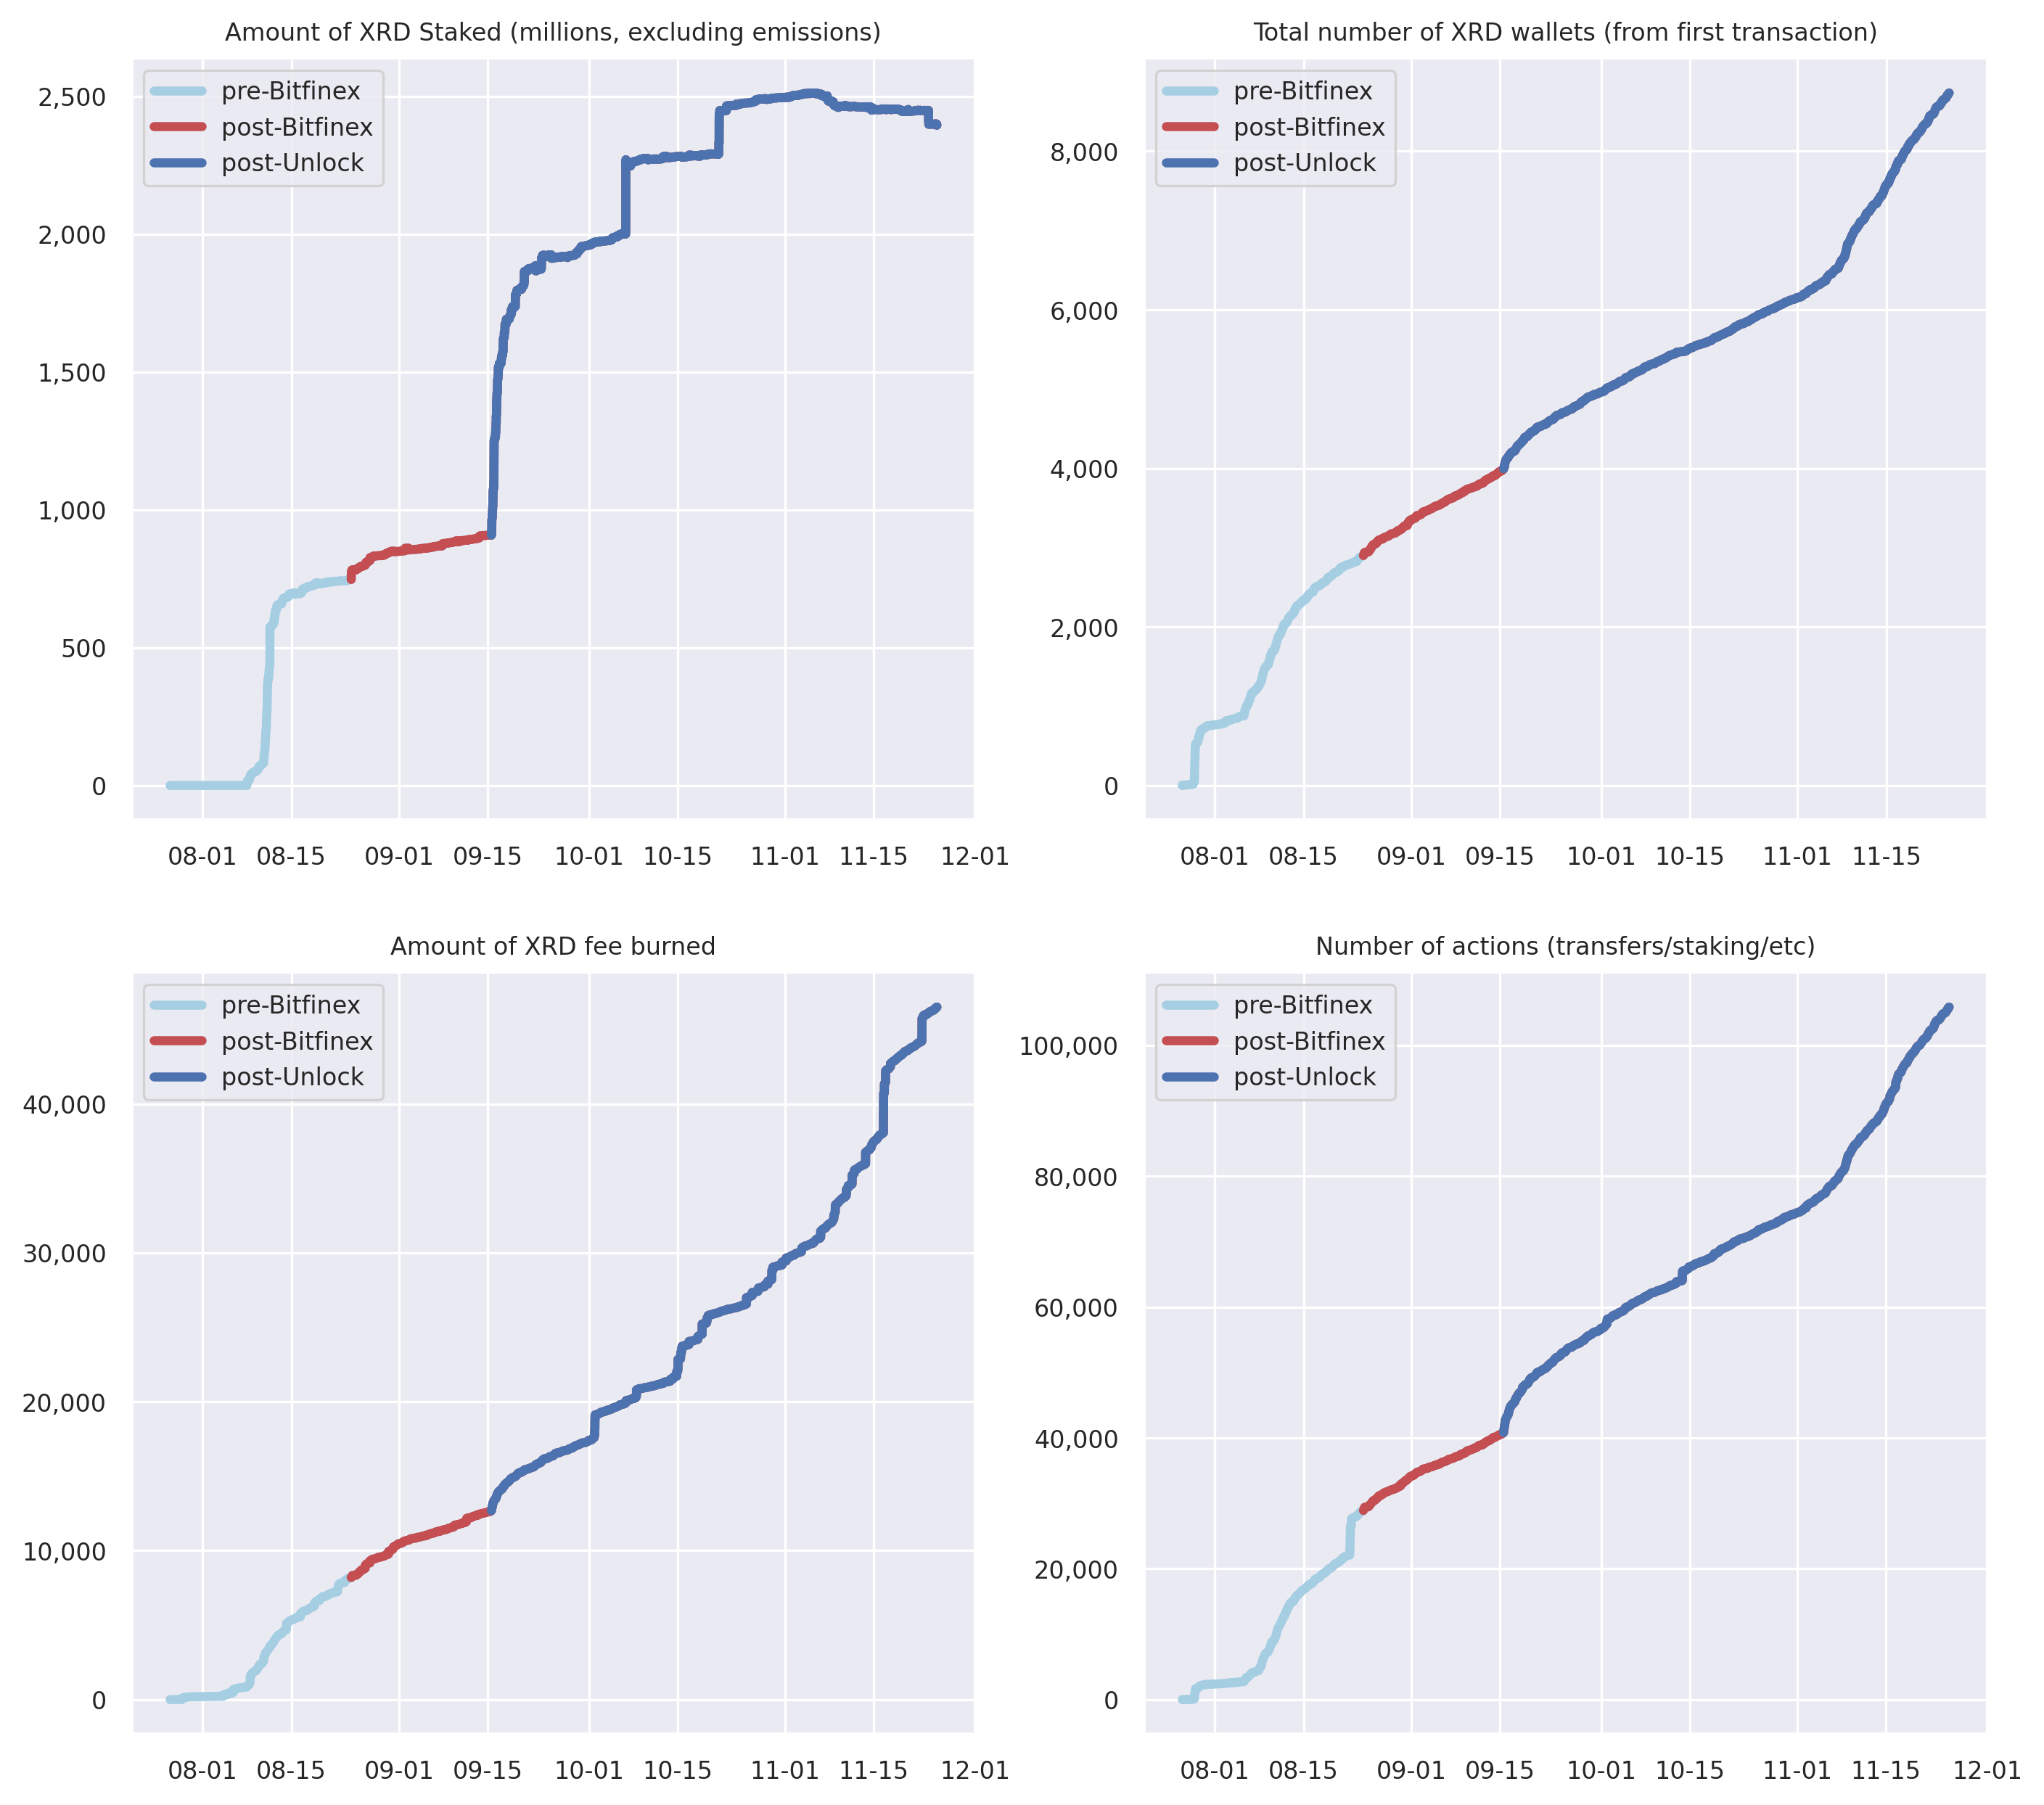 Amount of XRD Staked (millions, excluding emissions)
pre-Bitfinex
post-Bitfinex
post-Unlock
2,500
2,000
1,500
1,000
500
0
08-01 08-15 09-01 09-15 10-01 10-15 11-01 11-15 12-01
Total number of XRD wallets (from first transaction)
pre-Bitfinex
post-Bitfinex
post-Unlock
8,000
6,000
4,000
2,000
0
08-01 08-15 09-01 09-15 10-01 10-15 11-01 11-15
Amount of XRD fee burned
pre-Bitfinex
post-Bitfinex
post-Unlock
40,000
30,000
20,000
10,000
0
08-01 08-15 09-01 09-15 10-01 10-15 11-01 11-15 12-01
Number of actions (transfers/staking/etc)
pre-Bitfinex
post-Bitfinex
post-Unlock
100,000
80,000
60,000
40,000
20,000
0
08-01 08-15 09-01 09-15 10-01 10-15 11-01 11-15 12-01